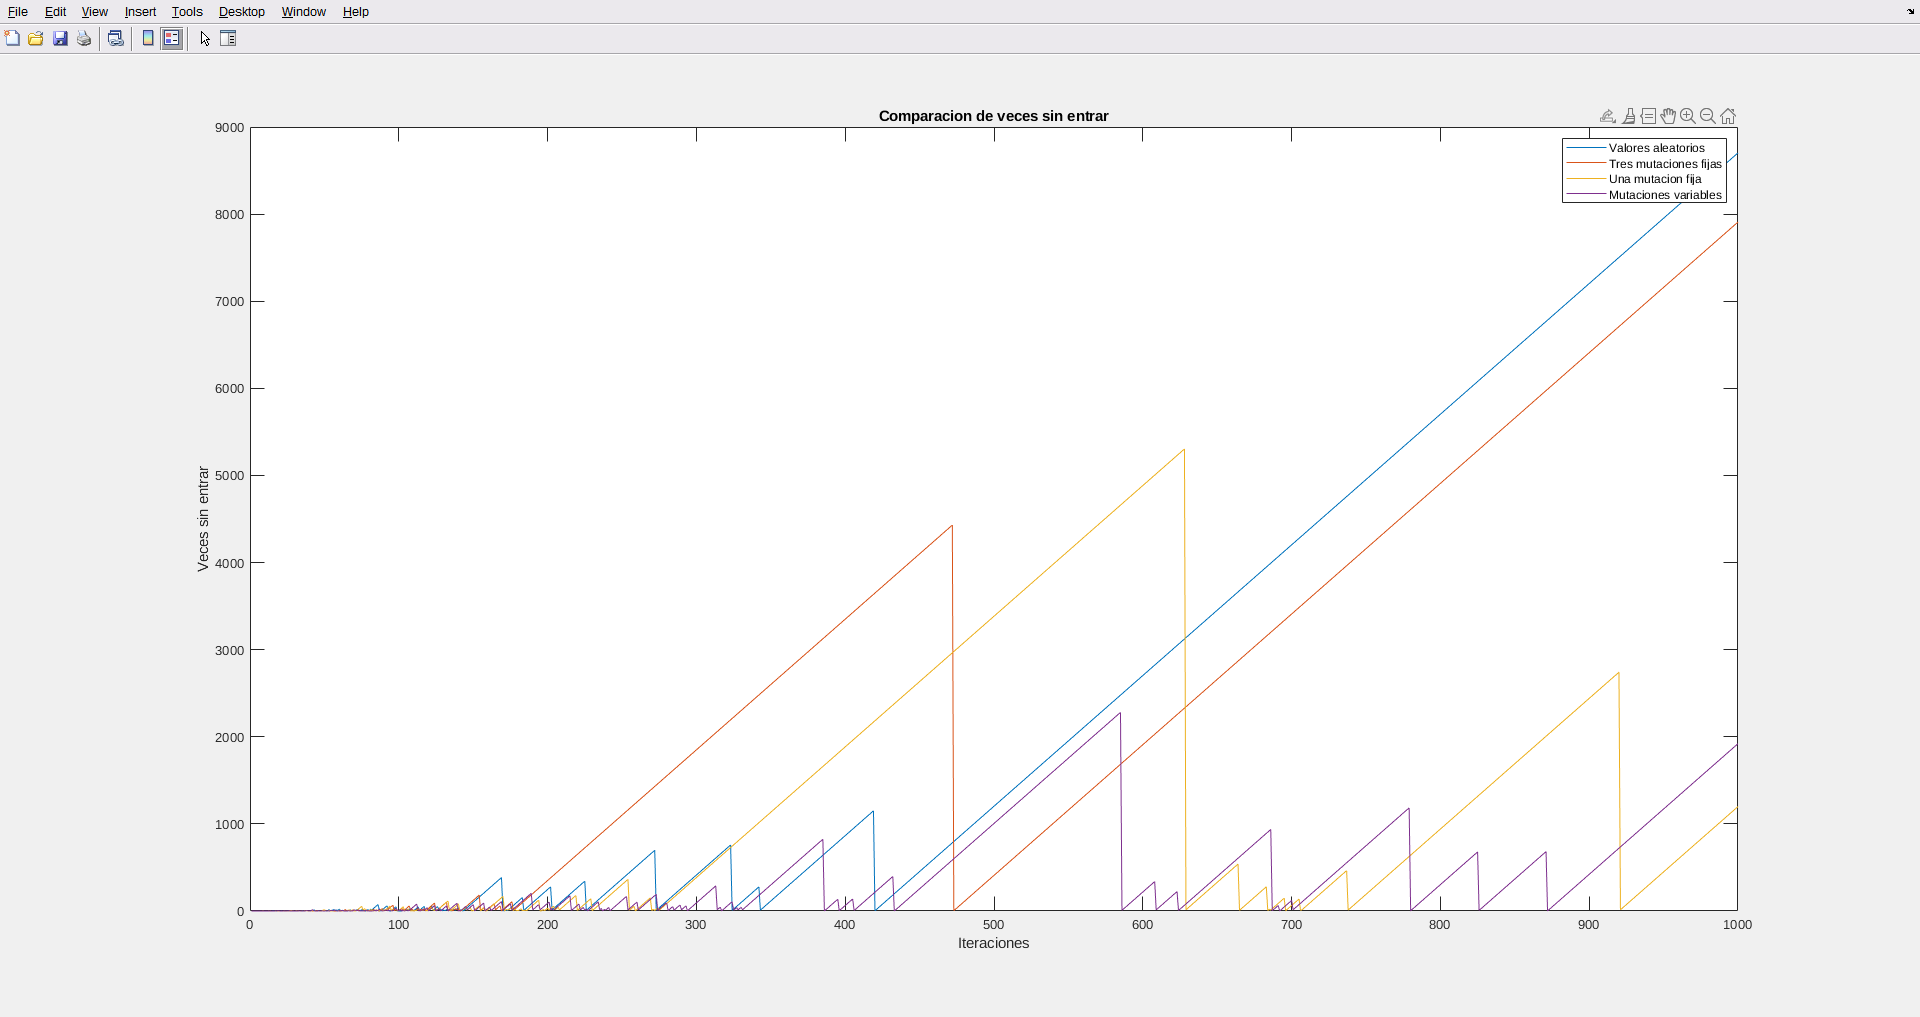 File Edit View Insert Tools Desktop Window Help
Comparacion de veces sin entrar
Valores aleatorios
Tres mutaciones fijas
Una mutacion fija
Mutaciones variables
9000
8000
7000
6000
5000
4000
3000
2000
1000
0
Veces sin entrar
0 100 200 300 400 500 600 700 800 900 1000
Iteraciones